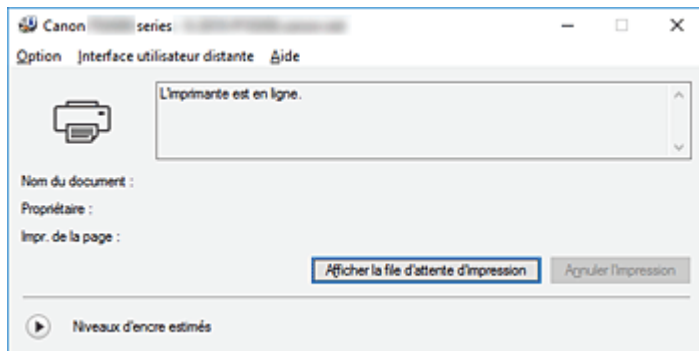 Canon series
Option Interface utilisateur distante Aide
L'imprimante est en ligne.
Nom du document :
Propriétaire :
Impr. de la page :
Afficher la file d'attente d'impression Annuler l'impression
Niveaux d'encre estimés